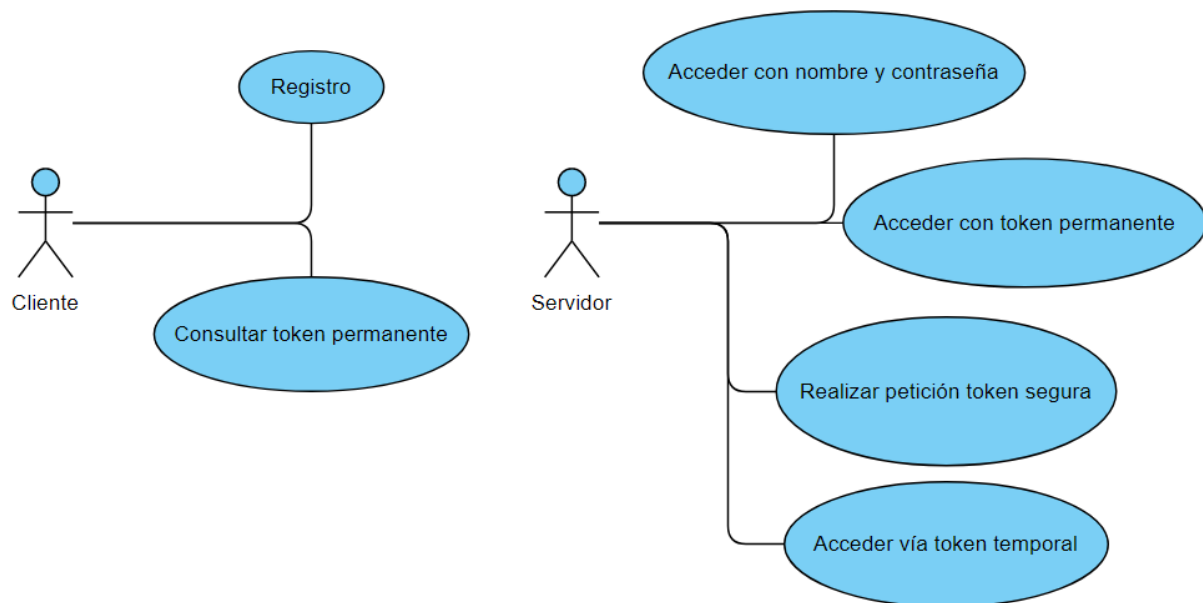 Registro
Cliente
Consultar token permanente
Acceder con nombre y contraseña
Acceder con token permanente
Servidor
Realizar petición token segura
Acceder vía token temporal